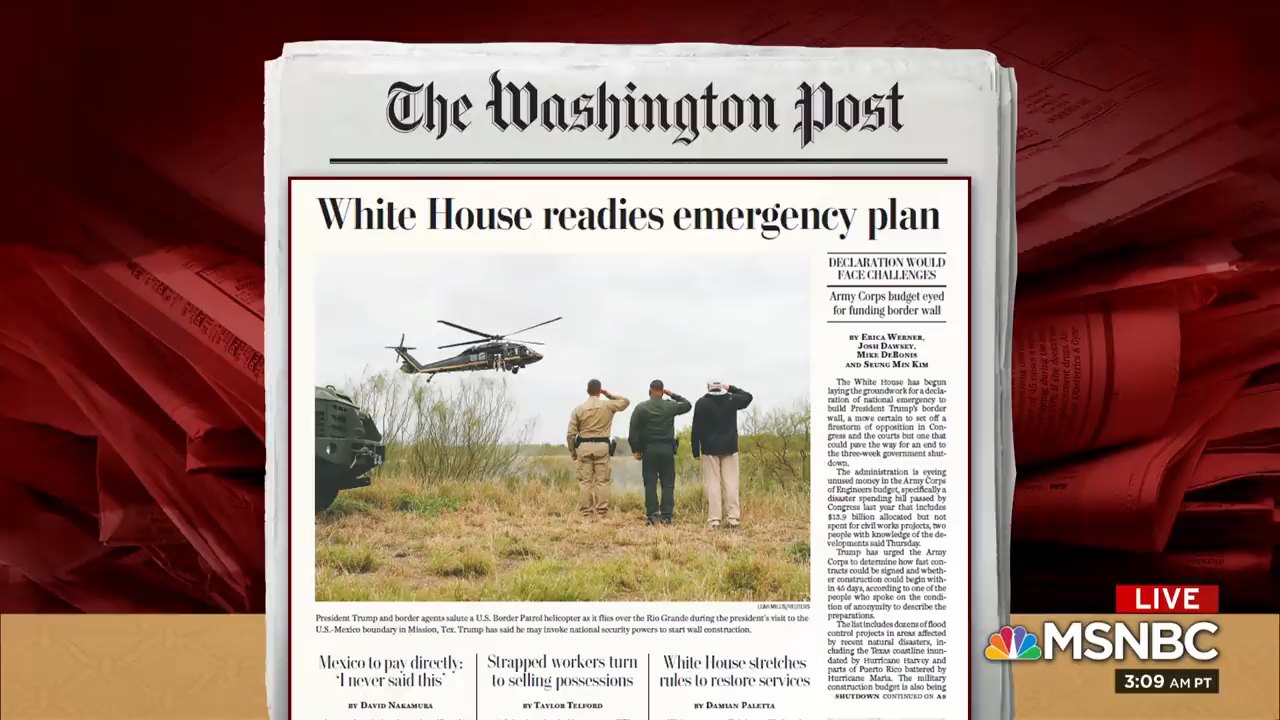 The Washington Post
White House readies emergency plan
DECLARATION WOULD
FACE CHALLENGES
Army Corps budget eyed
for funding border wall
BY ERICA WERNER,
JOSH DAWSEY,
MIKE DEBONIS
AND SEUNG MIN KIM
The White House has begun
laying the groundwork for a decla-
ration of national emergency to
build President Trump's border
wall, a move certain to set off a
firestorm of opposition in Con-
gress and the courts but one that
could pave the way for an end to
the three-week government shut-
down.
The administration is eyeing
unused money in the Army Corps
of Engineers budget, specifically a
disaster spending bill passed by
Congress last year that includes
$13.9 billion allocated but not
spent for civil works projects, two
people with knowledge of the de-
velopments said Thursday.
Trump has urged the Army
Corps to determine how fast con-
tracts could be signed and wheth-
er construction could begin with-
in 45 days, according to one of the
people who spoke on the condi-
tion of anonymity to describe the
preparations.
The list includes dozens of flood
control projects in areas affected
by recent natural disasters, in-
cluding the Texas coastline inun-
dated by Hurricane Harvey and
parts of Puerto Rico battered by
Hurricane Maria. The military
construction budget is also being
SHUTDOWN CONTINUED ON A8
LEAH MILLIS/REUTERS
President Trump and border agents salute a U.S. Border Patrol helicopter as it flies over the Rio Grande during the president's visit to the
U.S.-Mexico boundary in Mission, Tex. Trump has said he may invoke national security powers to start wall construction.
Mexico to pay directly:
'I never said this'
BY DAVID NAKAMURA
Strapped workers turn
to selling possessions
BY TAYLOR TELFORD
White House stretches
rules to restore services
BY DAMIAN PALETTA
LIVE
MSNBC
3:09 AM PT